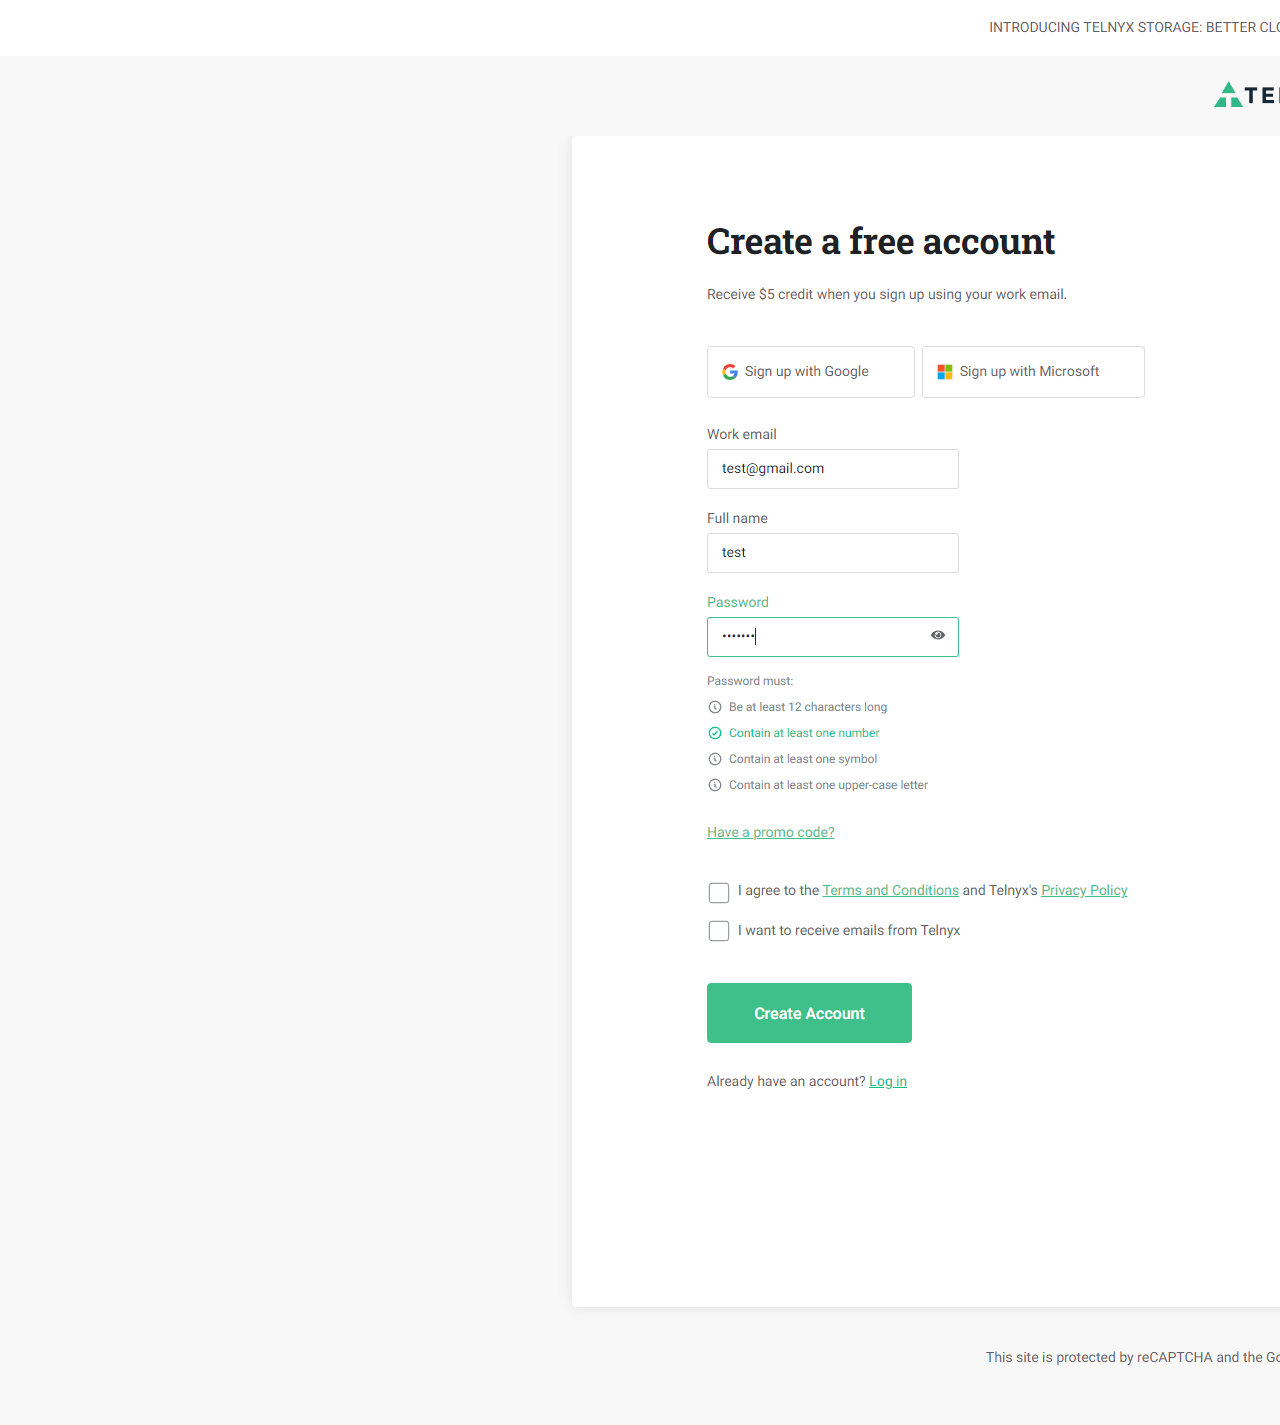 INTRODUCING TELNYX STORAGE: BETTER
Create a free account
Receive $5 credit when you sign up using your work email.
Sign up with Google
Sign up with Microsoft
Work email
test@gmail.com
Full name
test
Password
•••••••
Password must:
Be at least 12 characters long
Contain at least one number
Contain at least one symbol
Contain at least one upper-case letter
Have a promo code?
I agree to the Terms and Conditions and Telnyx's Privacy Policy
I want to receive emails from Telnyx
Create Account
Already have an account? Log in
This site is protected by reCAPTCHA and the